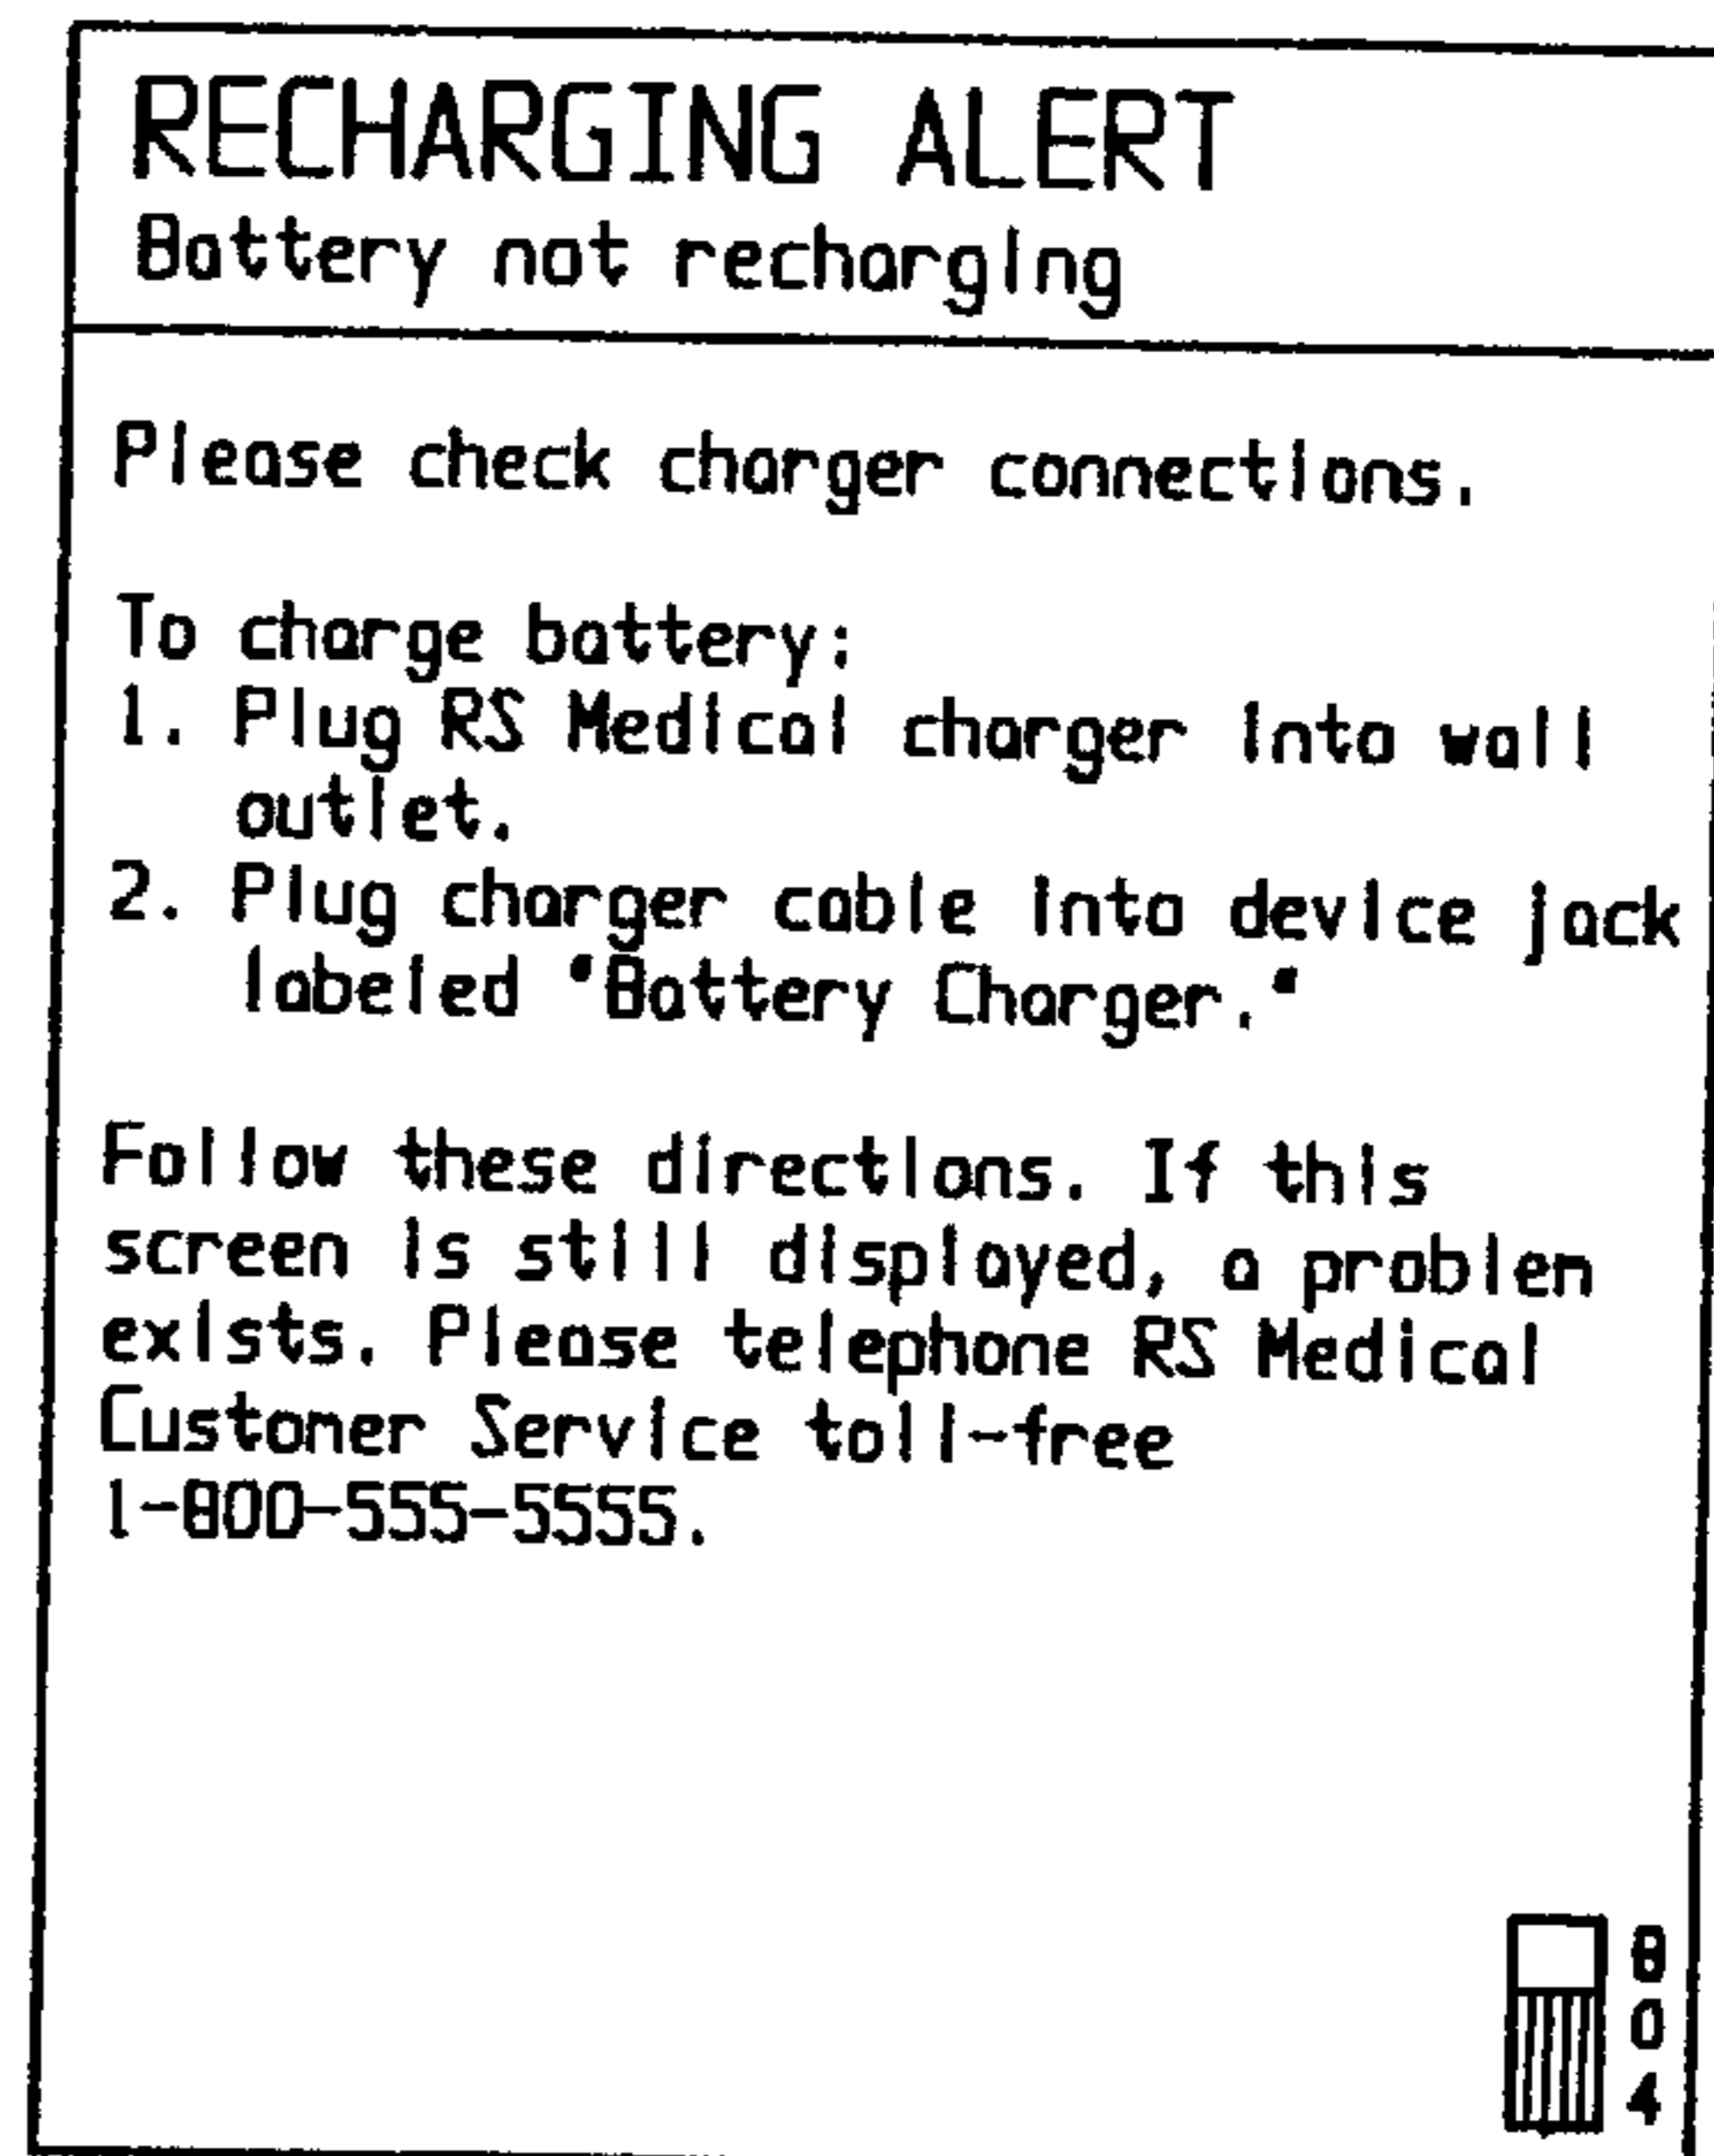 RECHARGING ALERT
Battery not recharging
Please check charger connections.
To charge battery:
1. Plug RS Medical charger into wall
outlet.
2. Plug charger cable into device jack
labeled "Battery Charger."
Follow these directions. If this
screen is still displayed, a problem
exists. Please telephone RS Medical
Customer Service toll-free
1-800-555-5555.
8
0
4